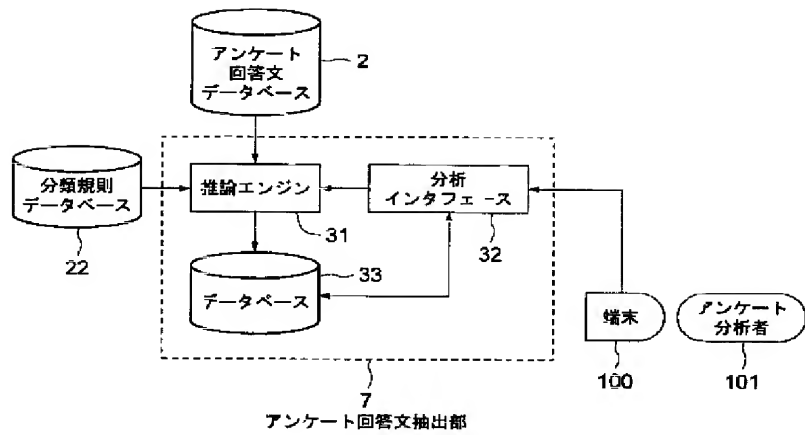 アンケート
回答文
データベース
2
分類規則
データベース
22
推論エンジン
31
分析
インタフェース
32
33
データベース
端末
100
アンケート
分析者
101
7
アンケート回答文抽出部